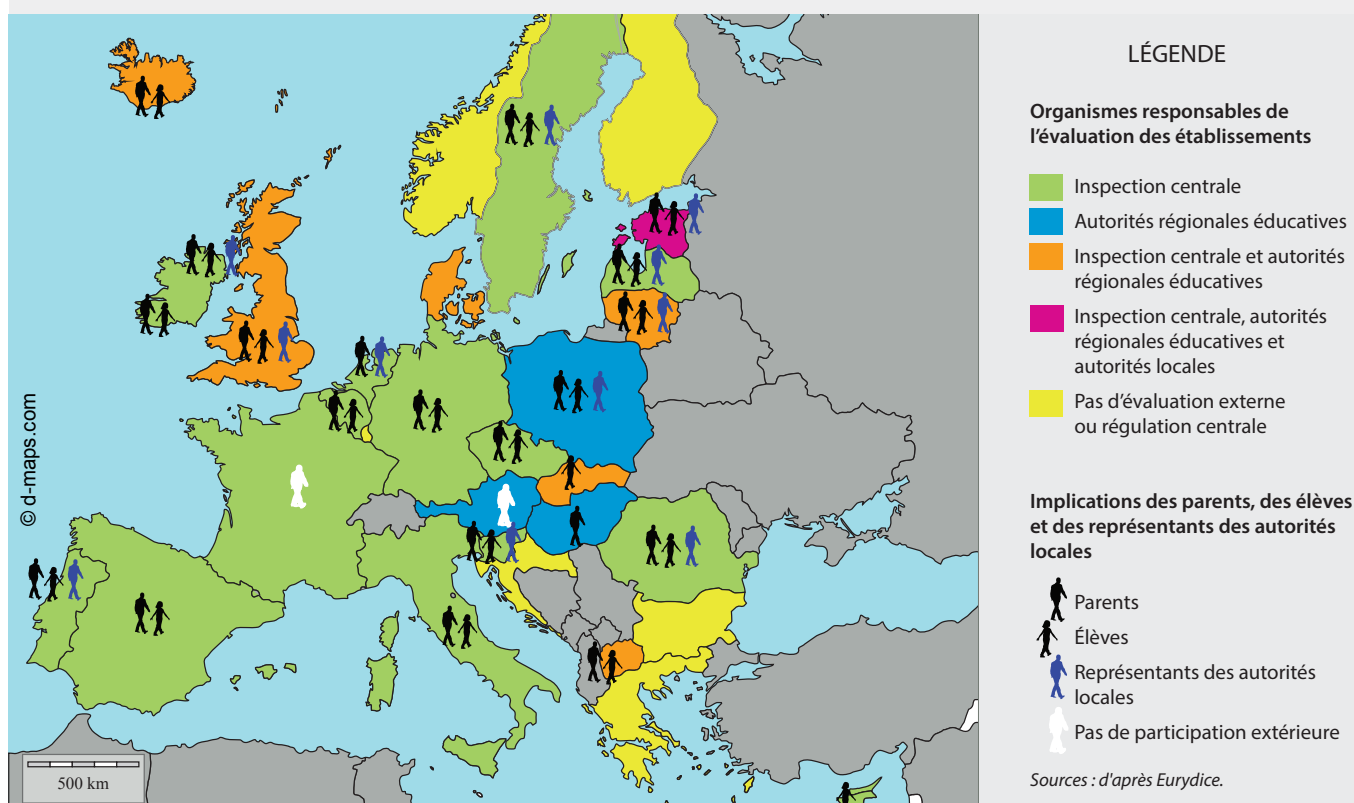 © d-maps.com
500 km
LÉGENDE
Organismes responsables de
l'évaluation des établissements
Inspection centrale
Autorités régionales éducatives
Inspection centrale et autorités
régionales éducatives
Inspection centrale, autorités
régionales éducatives et
autorités locales
Pas d'évaluation externe
ou régulation centrale
Implications des parents, des élèves
et des représentants des autorités
locales
Parents
Élèves
Représentants des autorités
locales
Pas de participation extérieure
Sources : d'après Eurydice.